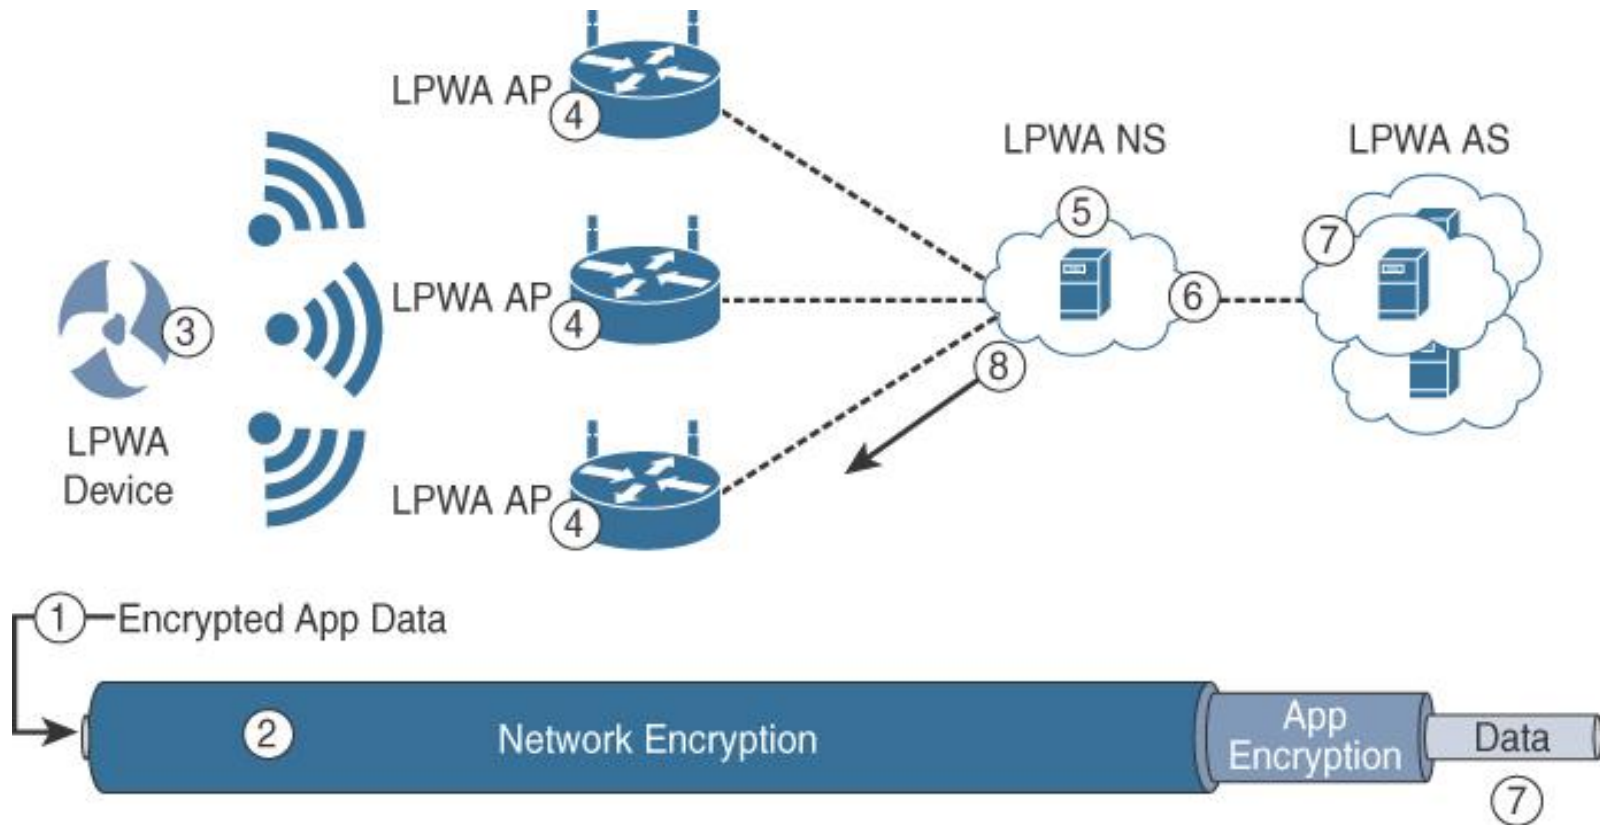 LPWA AP
4
LPWA NS
LPWA AS
5
7
LPWA AP
4
6
3
8
LPWA
Device
LPWA AP
4
1
Encrypted App Data
2
Network Encryption
App
Encryption
Data
7